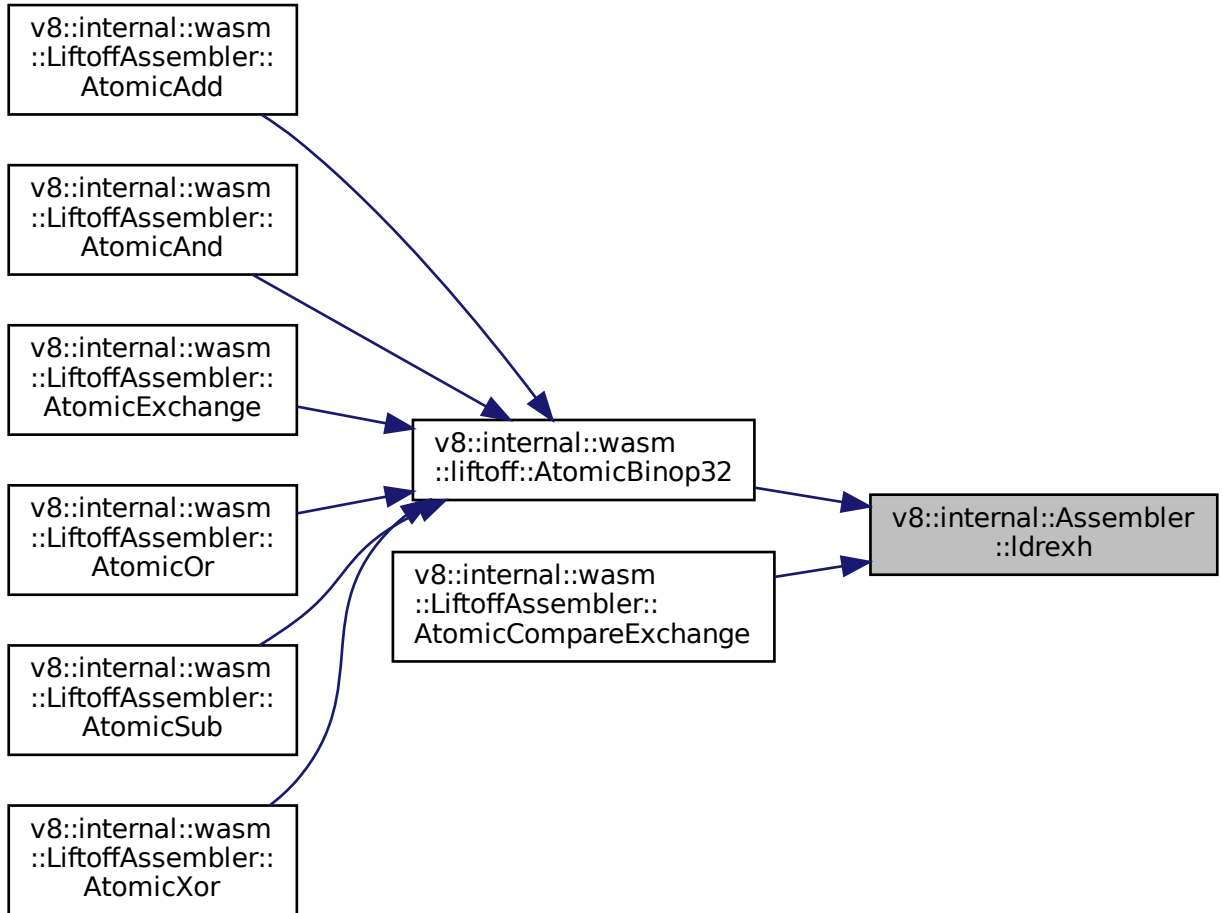 v8::internal::wasm
::LiftoffAssembler::
AtomicAdd
v8::internal::wasm
::LiftoffAssembler::
AtomicAnd
v8::internal::wasm
::LiftoffAssembler::
AtomicExchange
v8::internal::wasm
::LiftoffAssembler::
AtomicOr
v8::internal::wasm
::LiftoffAssembler::
AtomicSub
v8::internal::wasm
::LiftoffAssembler::
AtomicXor
v8::internal::wasm
::liftoff::AtomicBinop32
v8::internal::wasm
::LiftoffAssembler::
AtomicCompareExchange
v8::internal::Assembler
::ldrexh